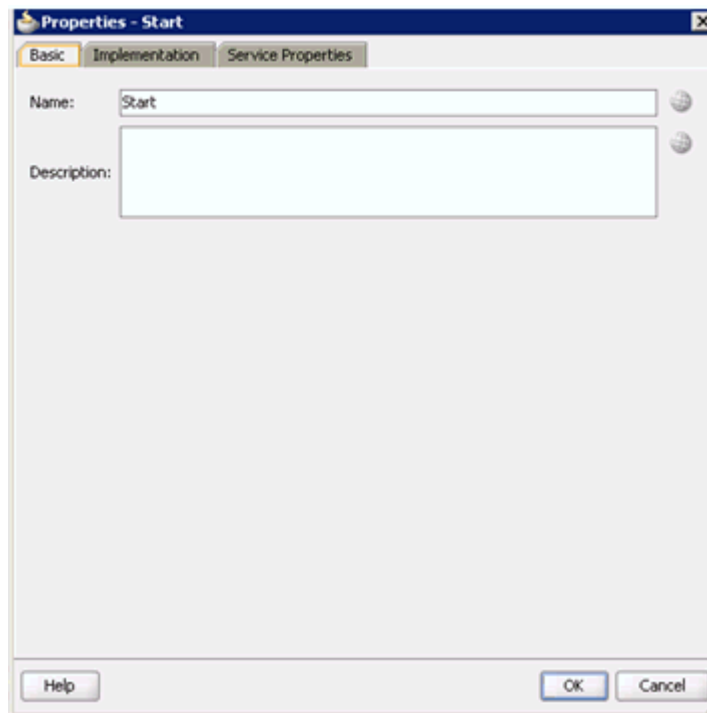 Properties - Start
Basic Implementation Service Properties
Name: Start
Description:
Help OK Cancel